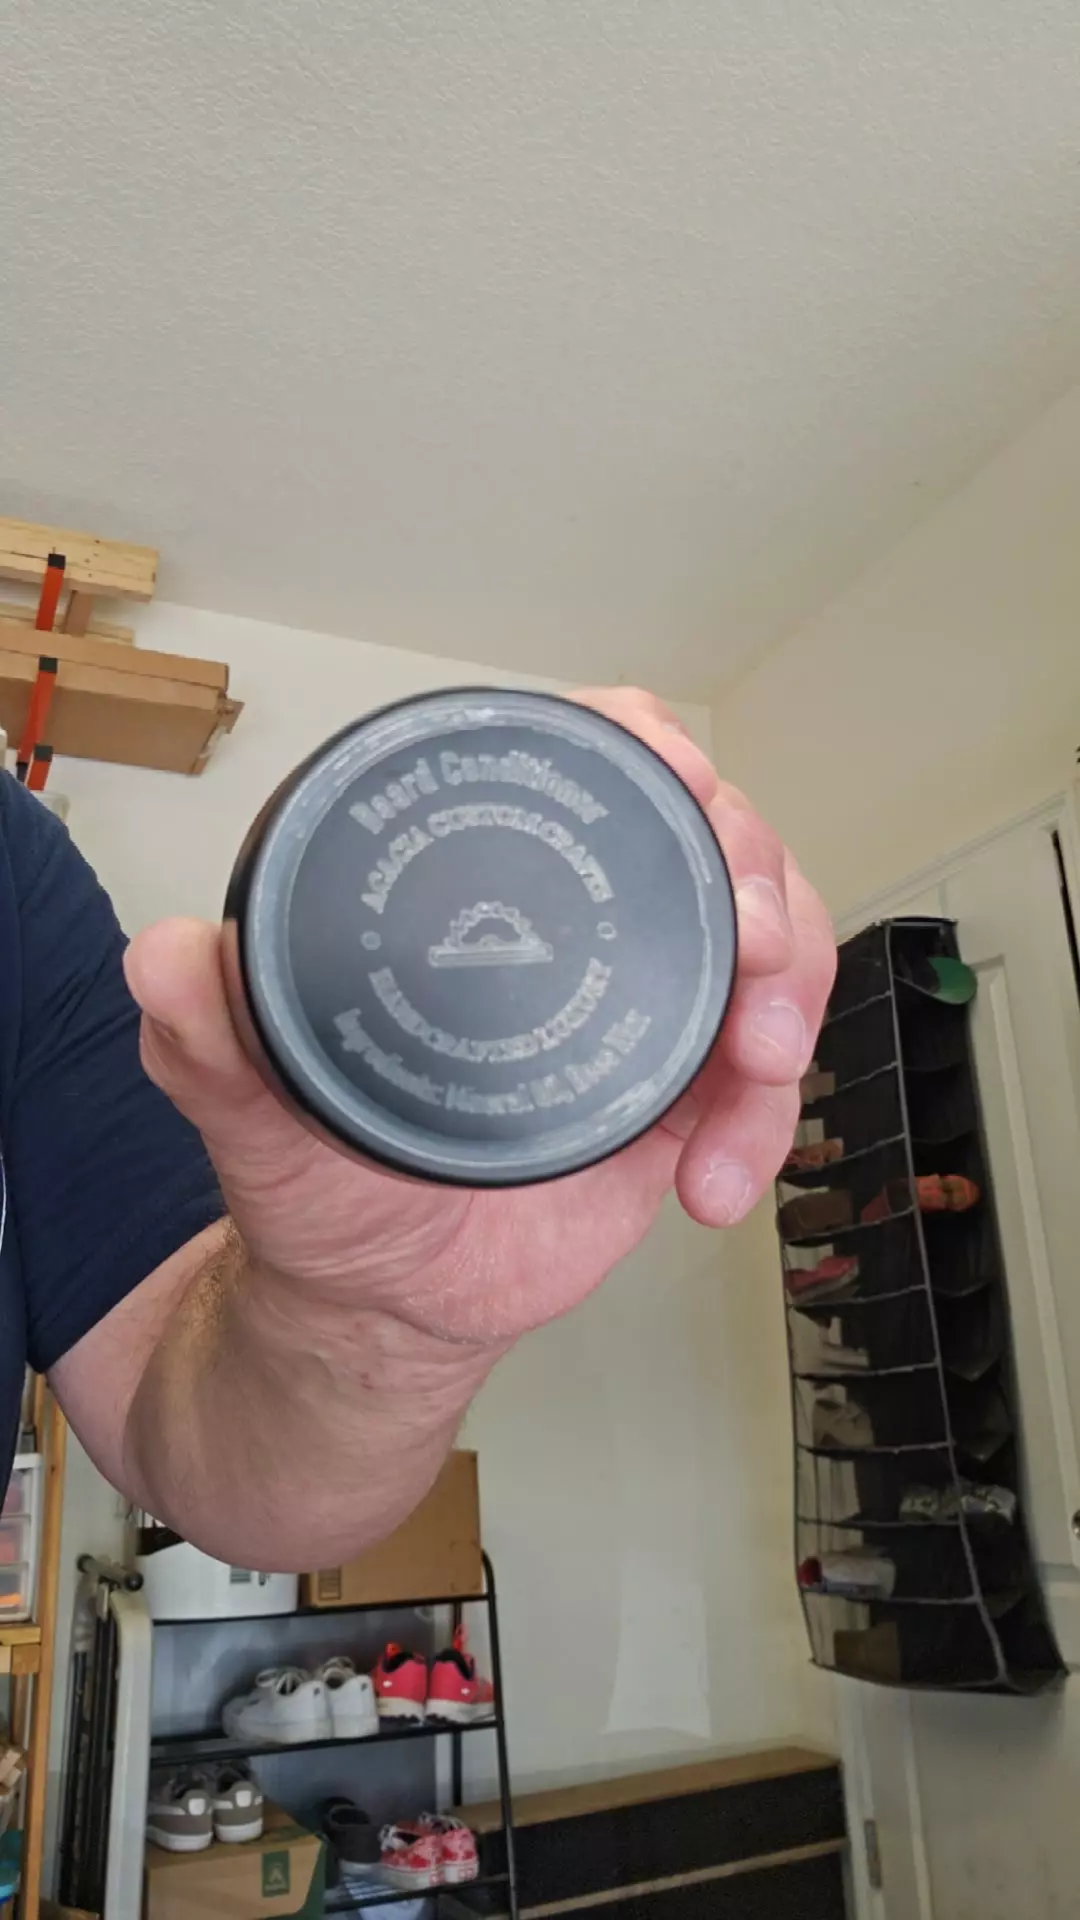 Board Conditioner
ACACIA CUSTOM CRAFTS
HANDCRAFTED LUXURY
Ingredients: Mineral Oil, Bees Wax